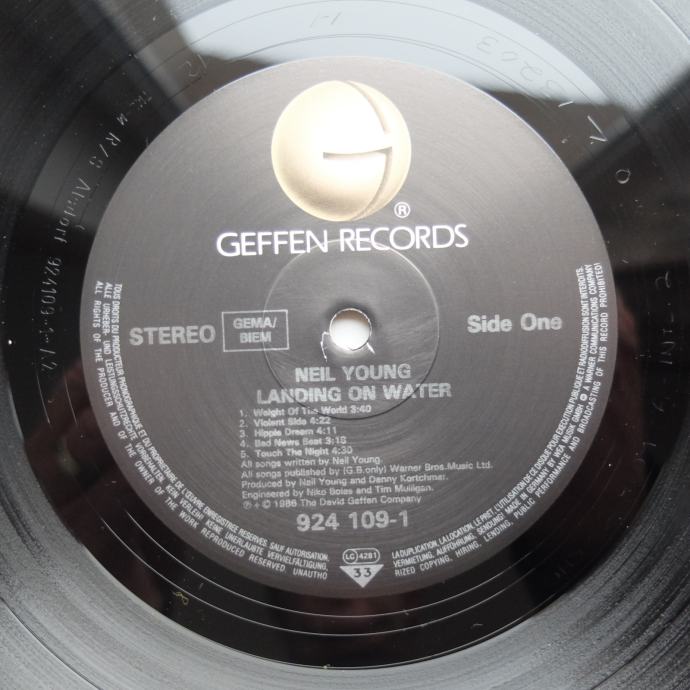 ®
GEFFEN RECORDS
STEREO
GEMA/
BIEM
Side One
NEIL YOUNG
LANDING ON WATER
1. Weight Of The World 3:40
2. Violent Side 4:22
3. Hippie Dream 4:11
4. Bad News Beat 3:18
5. Touch The Night 4:30
All songs written by Neil Young.
All songs published by (G.B.only) Warner Bros.Music Ltd.
Produced by Neil Young and Danny Kortchmar.
Engineered by Niko Bolas and Tim Mulligan.
℗ + © 1986 The David Geffen Company
924 109-1
LC 4281
33
TOUS DROITS DU PRODUCTEUR PHONOGRAPHIQUE ET DU PROPRIETAIRE DE L'ŒUVRE ENREGISTREE RESERVES. SAUF AUTORISATION,
LA DUPLICATION, LA LOCATION, LE PRET, L'UTILISATION DE CE DISQUE POUR EXECUTION PUBLIQUE ET RADIODIFFUSION SONT INTERDITS.
ALLE URHEBER- UND LEISTUNGSSCHUTZRECHTE VORBEHALTEN. KEIN VERLEIH! KEINE UNERLAUBTE VERVIELFÄLTIGUNG,
VERMIETUNG, AUFFÜHRUNG, SENDUNG! MADE IN GERMANY BY WEA MUSIK GMBH A WARNER COMMUNICATIONS COMPANY
ALL RIGHTS OF THE PRODUCER AND OF THE OWNER OF THE WORK REPRODUCED RESERVED. UNAUTHO
RIZED COPYING, HIRING, LENDING, PUBLIC PERFORMANCE AND BROADCASTING OF THIS RECORD PROHIBITED!
R/S Alsdorf 924109-1-A2